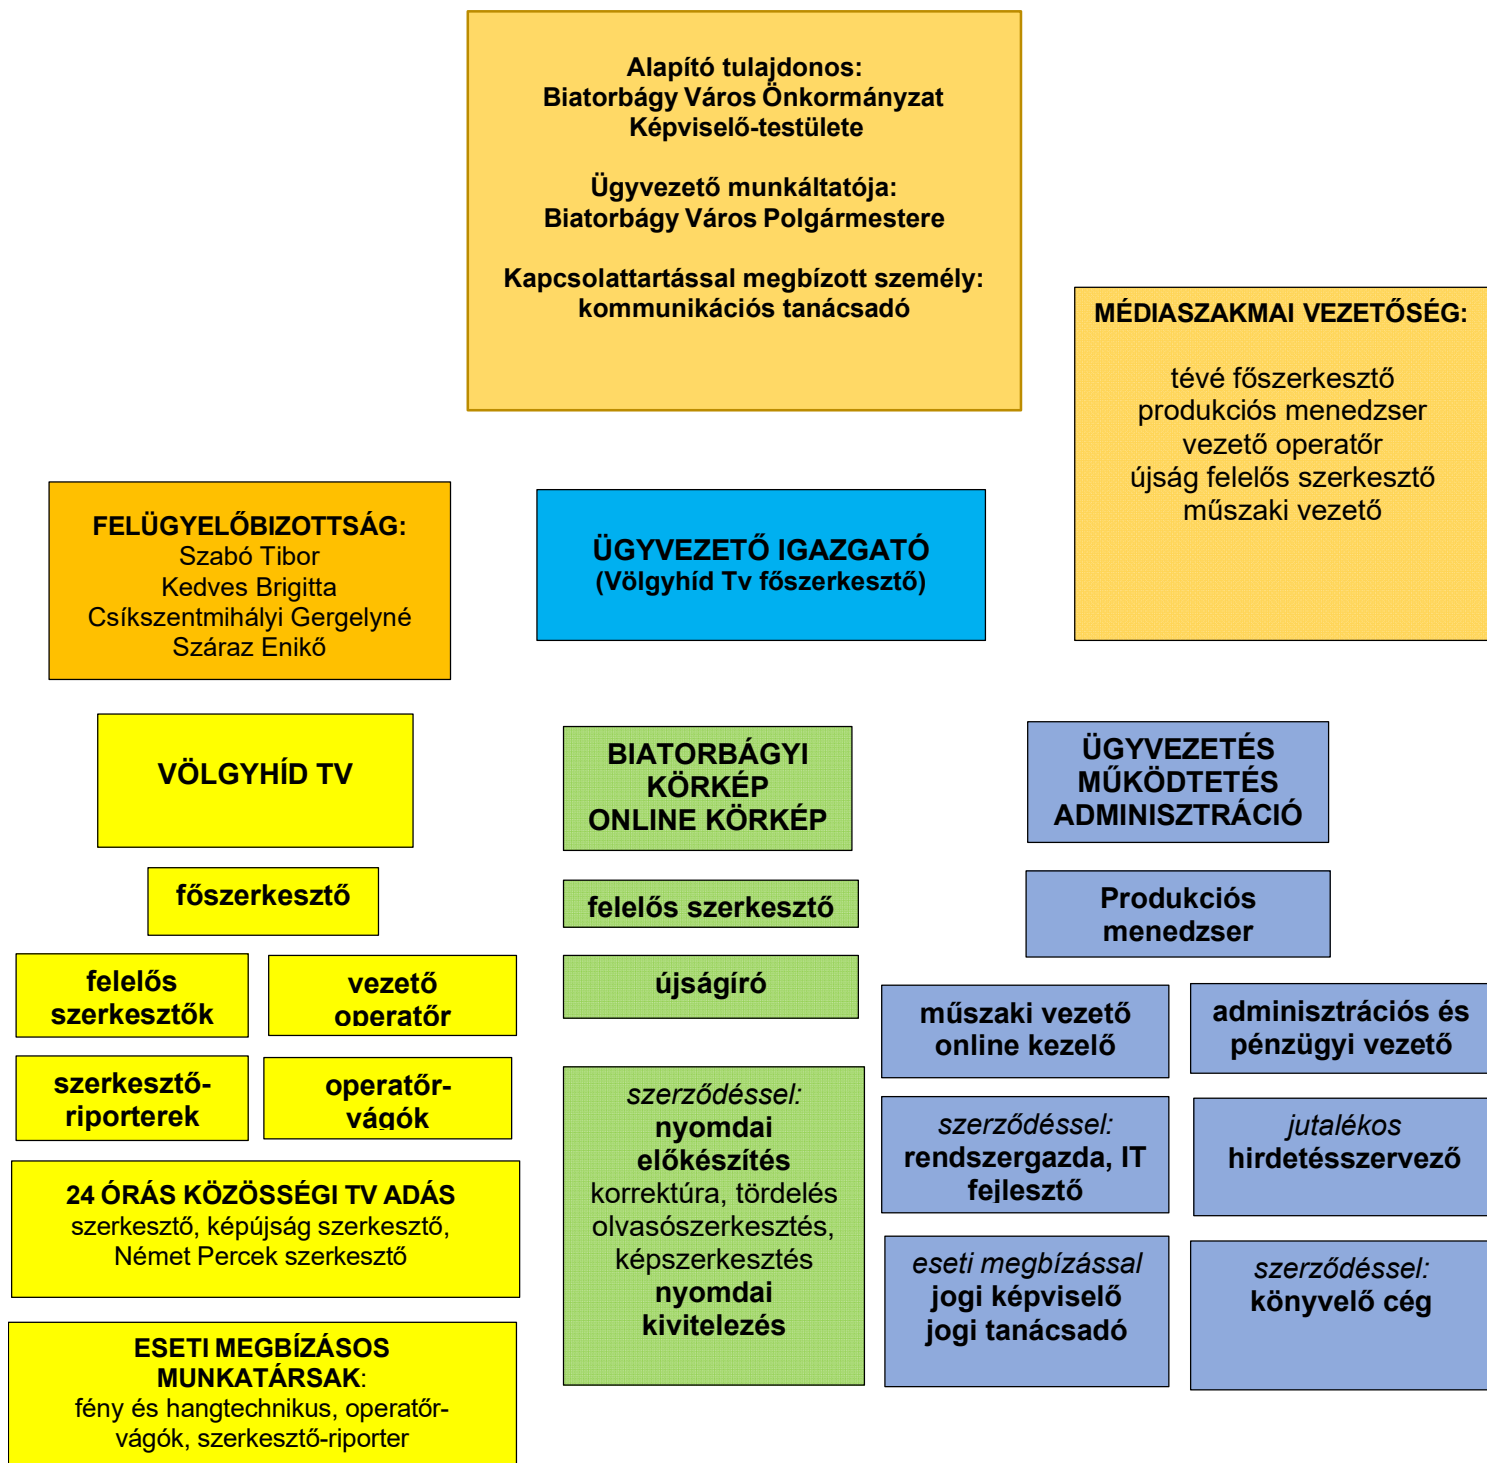 Alapító tulajdonos:
Biatorbágy Város Önkormányzat
Képviselő-testülete
Ügyvezető munkáltatója:
Biatorbágy Város Polgármestere
Kapcsolattartással megbízott személy:
kommunikációs tanácsadó
MÉDIASZAKMAI VEZETŐSÉG:
tévé főszerkesztő
produkciós menedzser
vezető operatőr
újság felelős szerkesztő
műszaki vezető
FELÜGYELŐBIZOTTSÁG:
Szabó Tibor
Kedves Brigitta
Csíkszentmihályi Gergelyné
Száraz Enikő
ÜGYVEZETŐ IGAZGATÓ
(Völgyhíd Tv főszerkesztő)
VÖLGYHÍD TV
főszerkesztő
felelős
szerkesztők
vezető
operatőr
szerkesztő-
riporterek
operatőr-
vágók
24 ÓRÁS KÖZÖSSÉGI TV ADÁS
szerkesztő, képújság szerkesztő,
Német Percek szerkesztő
ESETI MEGBÍZÁSOS
MUNKATÁRSAK:
fény és hangtechnikus, operatőr-
vágók, szerkesztő-riporter
BIATORBÁGYI
KÖRKÉP
ONLINE KÖRKÉP
felelős szerkesztő
újságíró
szerződéssel:
nyomdai
előkészítés
korrektúra, tördelés
olvasószerkesztés,
képszerkesztés
nyomdai
kivitelezés
ÜGYVEZETÉS
MŰKÖDTETÉS
ADMINISZTRÁCIÓ
Produkciós
menedzser
műszaki vezető
online kezelő
adminisztrációs és
pénzügyi vezető
szerződéssel:
rendszergazda, IT
fejlesztő
jutalékos
hirdetésszervező
eseti megbízással
jogi képviselő
jogi tanácsadó
szerződéssel:
könyvelő cég